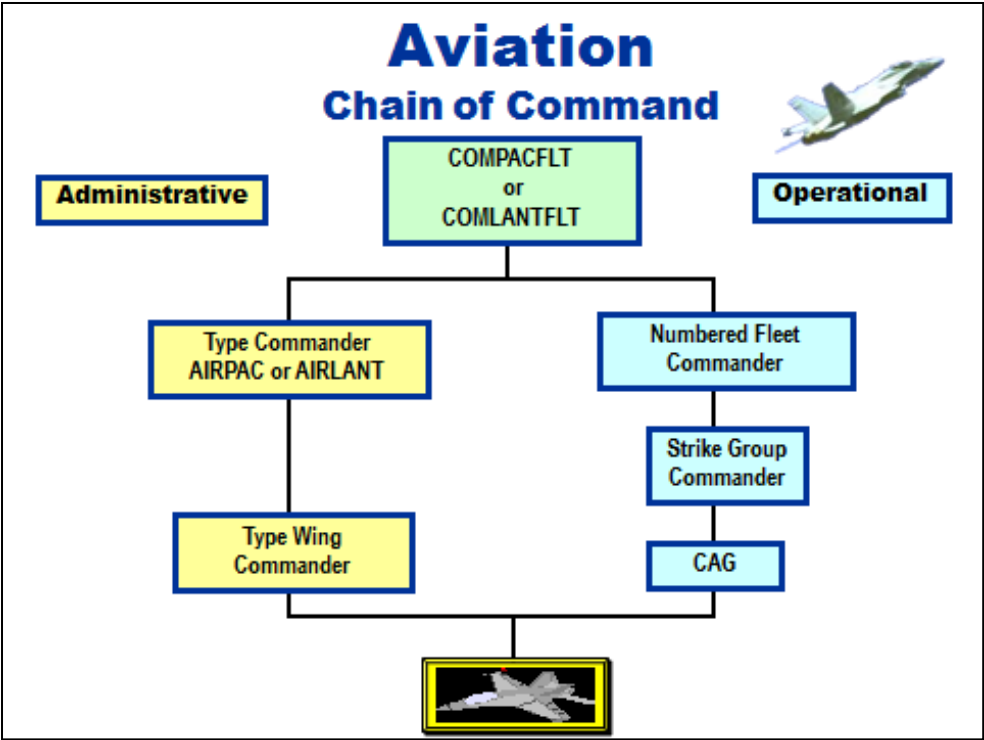 Aviation
Chain of Command
COMPACFLT
or
COMLANTFLT
Administrative
Operational
Type Commander
AIRPAC or AIRLANT
Numbered Fleet
Commander
Strike Group
Commander
Type Wing
Commander
CAG